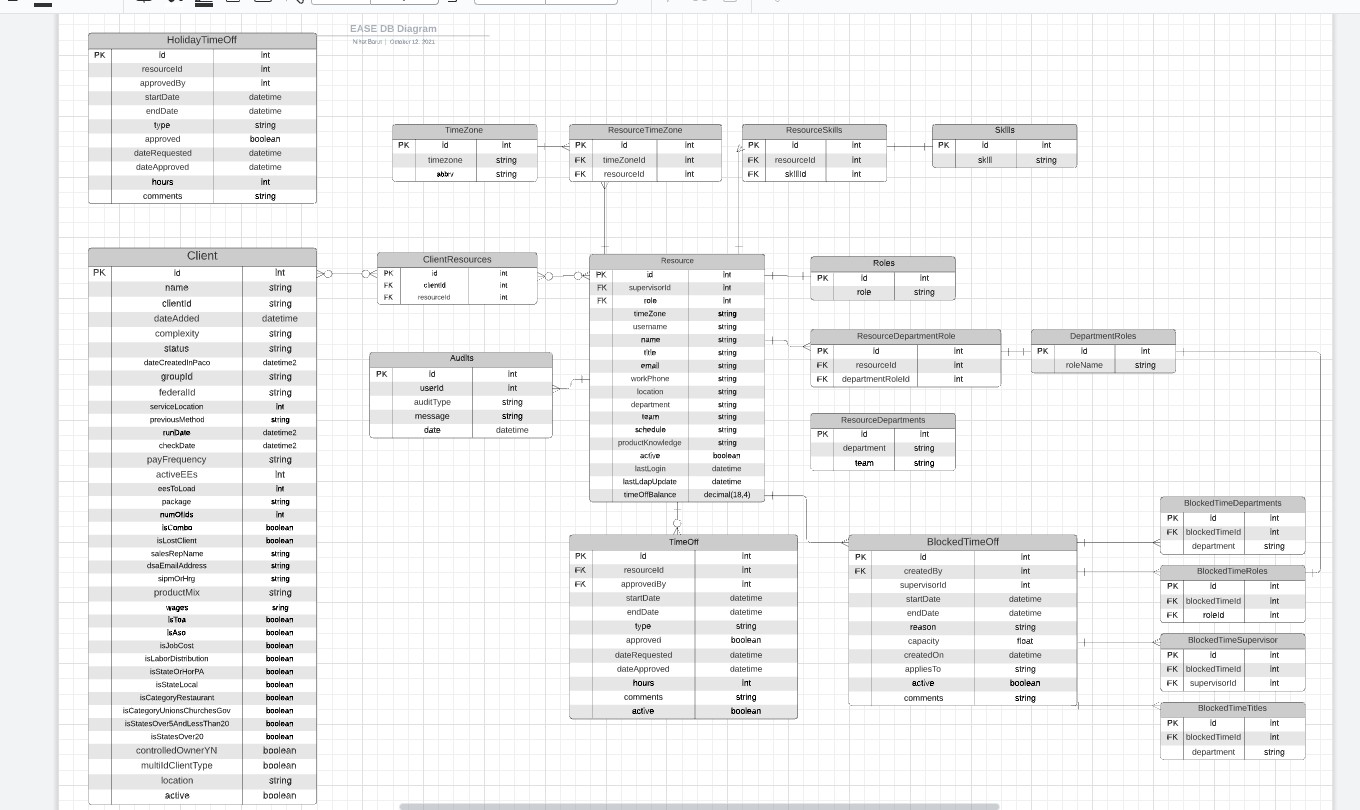 EASE DB Diagram
Nihat Barut | October 12, 2021
HolidayTimeOff
PK id int
resourceId int
approvedBy int
startDate datetime
endDate datetime
type string
approved boolean
dateRequested datetime
dateApproved datetime
hours int
comments string
TimeZone
PK id int
timezone string
abbrv string
ResourceTimeZone
PK id int
FK timeZoneId int
FK resourceId int
ResourceSkills
PK id int
FK resourceId int
FK skillId int
Skills
PK id int
skill string
Client
PK id int
name string
clientId string
dateAdded datetime
complexity string
status string
dateCreatedInPaco datetime2
groupId string
federalId string
serviceLocation int
previousMethod string
runDate datetime2
checkDate datetime2
payFrequency string
activeEEs int
eesToLoad int
package string
numOfIds int
isCombo boolean
isLostClient boolean
salesRepName string
dsaEmailAddress string
sipmOrHrg string
productMix string
wages sring
isToa boolean
isAso boolean
isJobCost boolean
isLaborDistribution boolean
isStateOrHorPA boolean
isStateLocal boolean
isCategoryRestaurant boolean
isCategoryUnionsChurchesGov boolean
isStatesOver5AndLessThan20 boolean
isStatesOver20 boolean
controlledOwnerYN boolean
multiIdClientType boolean
location string
active boolean
ClientResources
PK id int
FK clientId int
FK resourceId int
Audits
PK id int
userId int
auditType string
message string
date datetime
Resource
PK id int
FK supervisorId int
FK role int
timeZone string
username string
name string
title string
email string
workPhone string
location string
department string
team string
schedule string
productKnowledge string
active boolean
lastLogin datetime
lastLdapUpdate datetime
timeOffBalance decimal(18,4)
Roles
PK id int
role string
ResourceDepartmentRole
PK id int
FK resourceId int
FK departmentRoleId int
DepartmentRoles
PK id int
roleName string
ResourceDepartments
PK id int
department string
team string
TimeOff
PK id int
FK resourceId int
FK approvedBy int
startDate datetime
endDate datetime
type string
approved boolean
dateRequested datetime
dateApproved datetime
hours int
comments string
active boolean
BlockedTimeOff
PK id int
FK createdBy int
supervisorId int
startDate datetime
endDate datetime
reason string
capacity float
createdOn datetime
appliesTo string
active boolean
comments string
BlockedTimeDepartments
PK id int
FK blockedTimeId int
department string
BlockedTimeRoles
PK id int
FK blockedTimeId int
FK roleId int
BlockedTimeSupervisor
PK id int
FK blockedTimeId int
FK supervisorId int
BlockedTimeTitles
PK id int
FK blockedTimeId int
department string